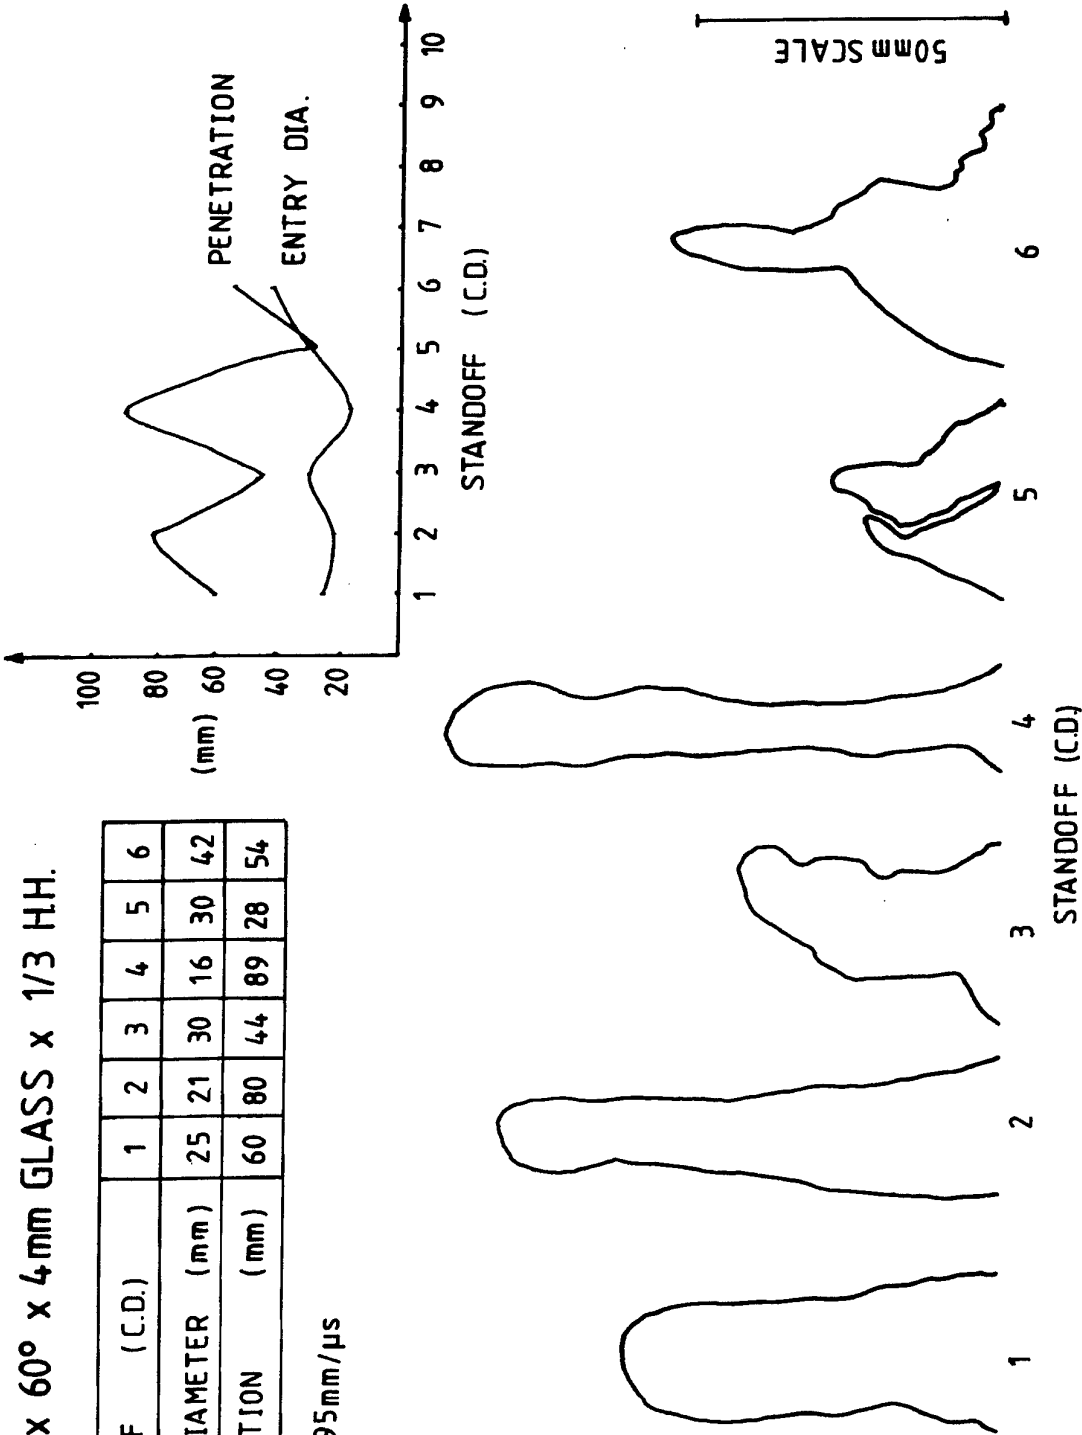 x 60° x 4mm GLASS x 1/3 H.H.
F (C.D.) 1 2 3 4 5 6
IAMETER (mm) 25 21 30 16 30 42
TION (mm) 60 80 44 89 28 54
95mm/µs
100
80
60
(mm)
40
20
PENETRATION
ENTRY DIA.
1 2 3 4 5 6 7 8 9 10
STANDOFF (C.D.)
50mm SCALE
1 2 3 4 5 6
STANDOFF (C.D.)